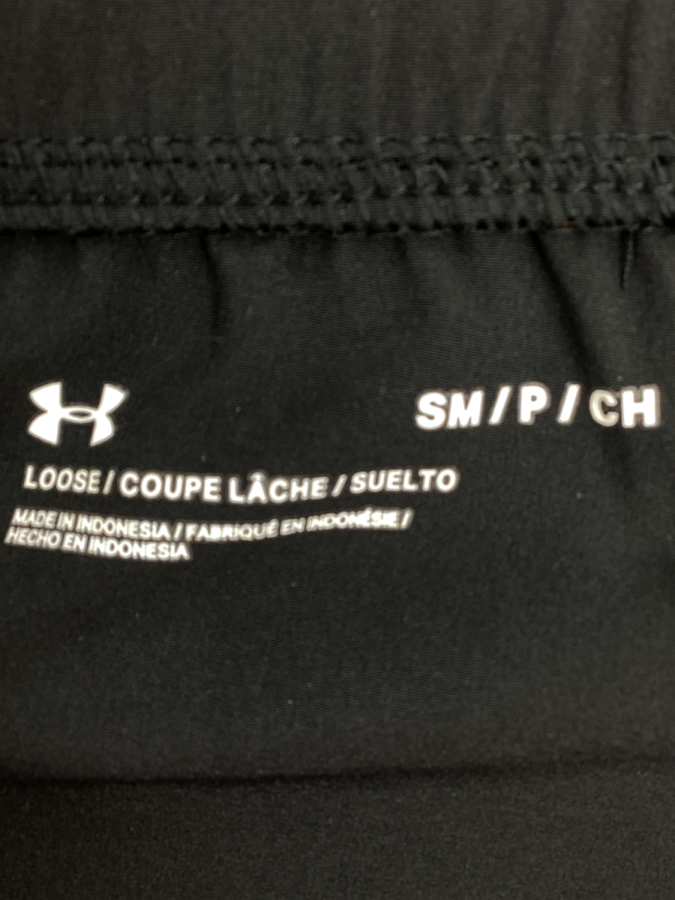 SM/P/CH
LOOSE/COUPE LÂCHE/SUELTO
MADE IN INDONESIA/FABRIQUÉ EN INDONÉSIE/
HECHO EN INDONESIA